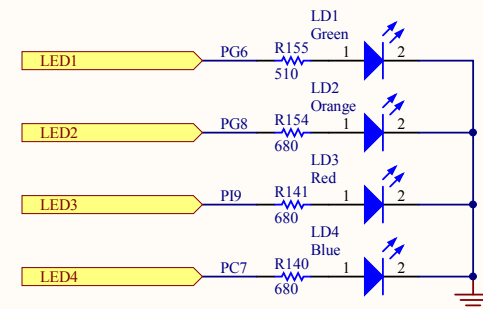 LD1
Green
LED1 PG6 R155 1 2
510
LD2
Orange
LED2 PG8 R154 1 2
680
LD3
Red
LED3 PI9 R141 1 2
680
LD4
Blue
LED4 PC7 R140 1 2
680